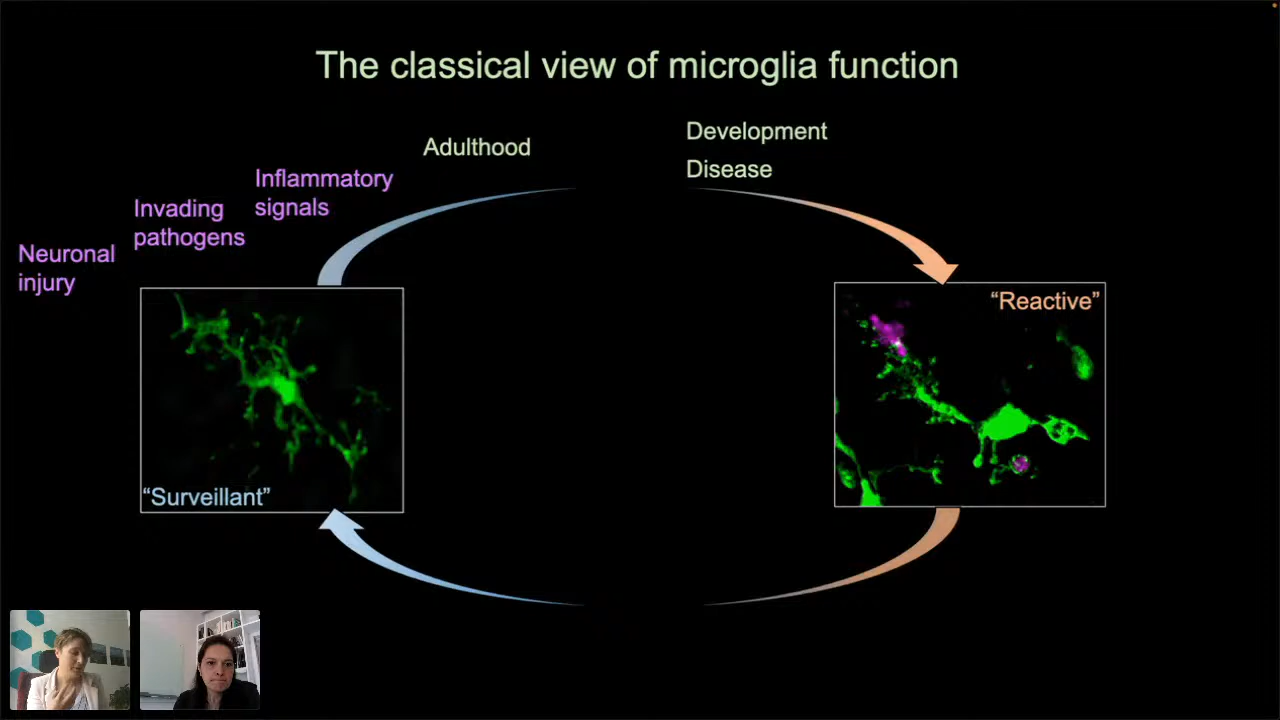 The classical view of microglia function
Adulthood
Development
Disease
Inflammatory
signals
Invading
pathogens
Neuronal
injury
“Surveillant”
“Reactive”